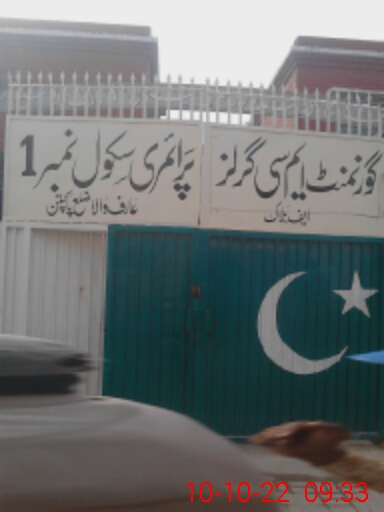 گورنمنٹ ایم سی گرلز پرائمری سکول نمبر 1
ایف بلاک
عارف والا ضلع پاکپتن
10-10-22 09:33